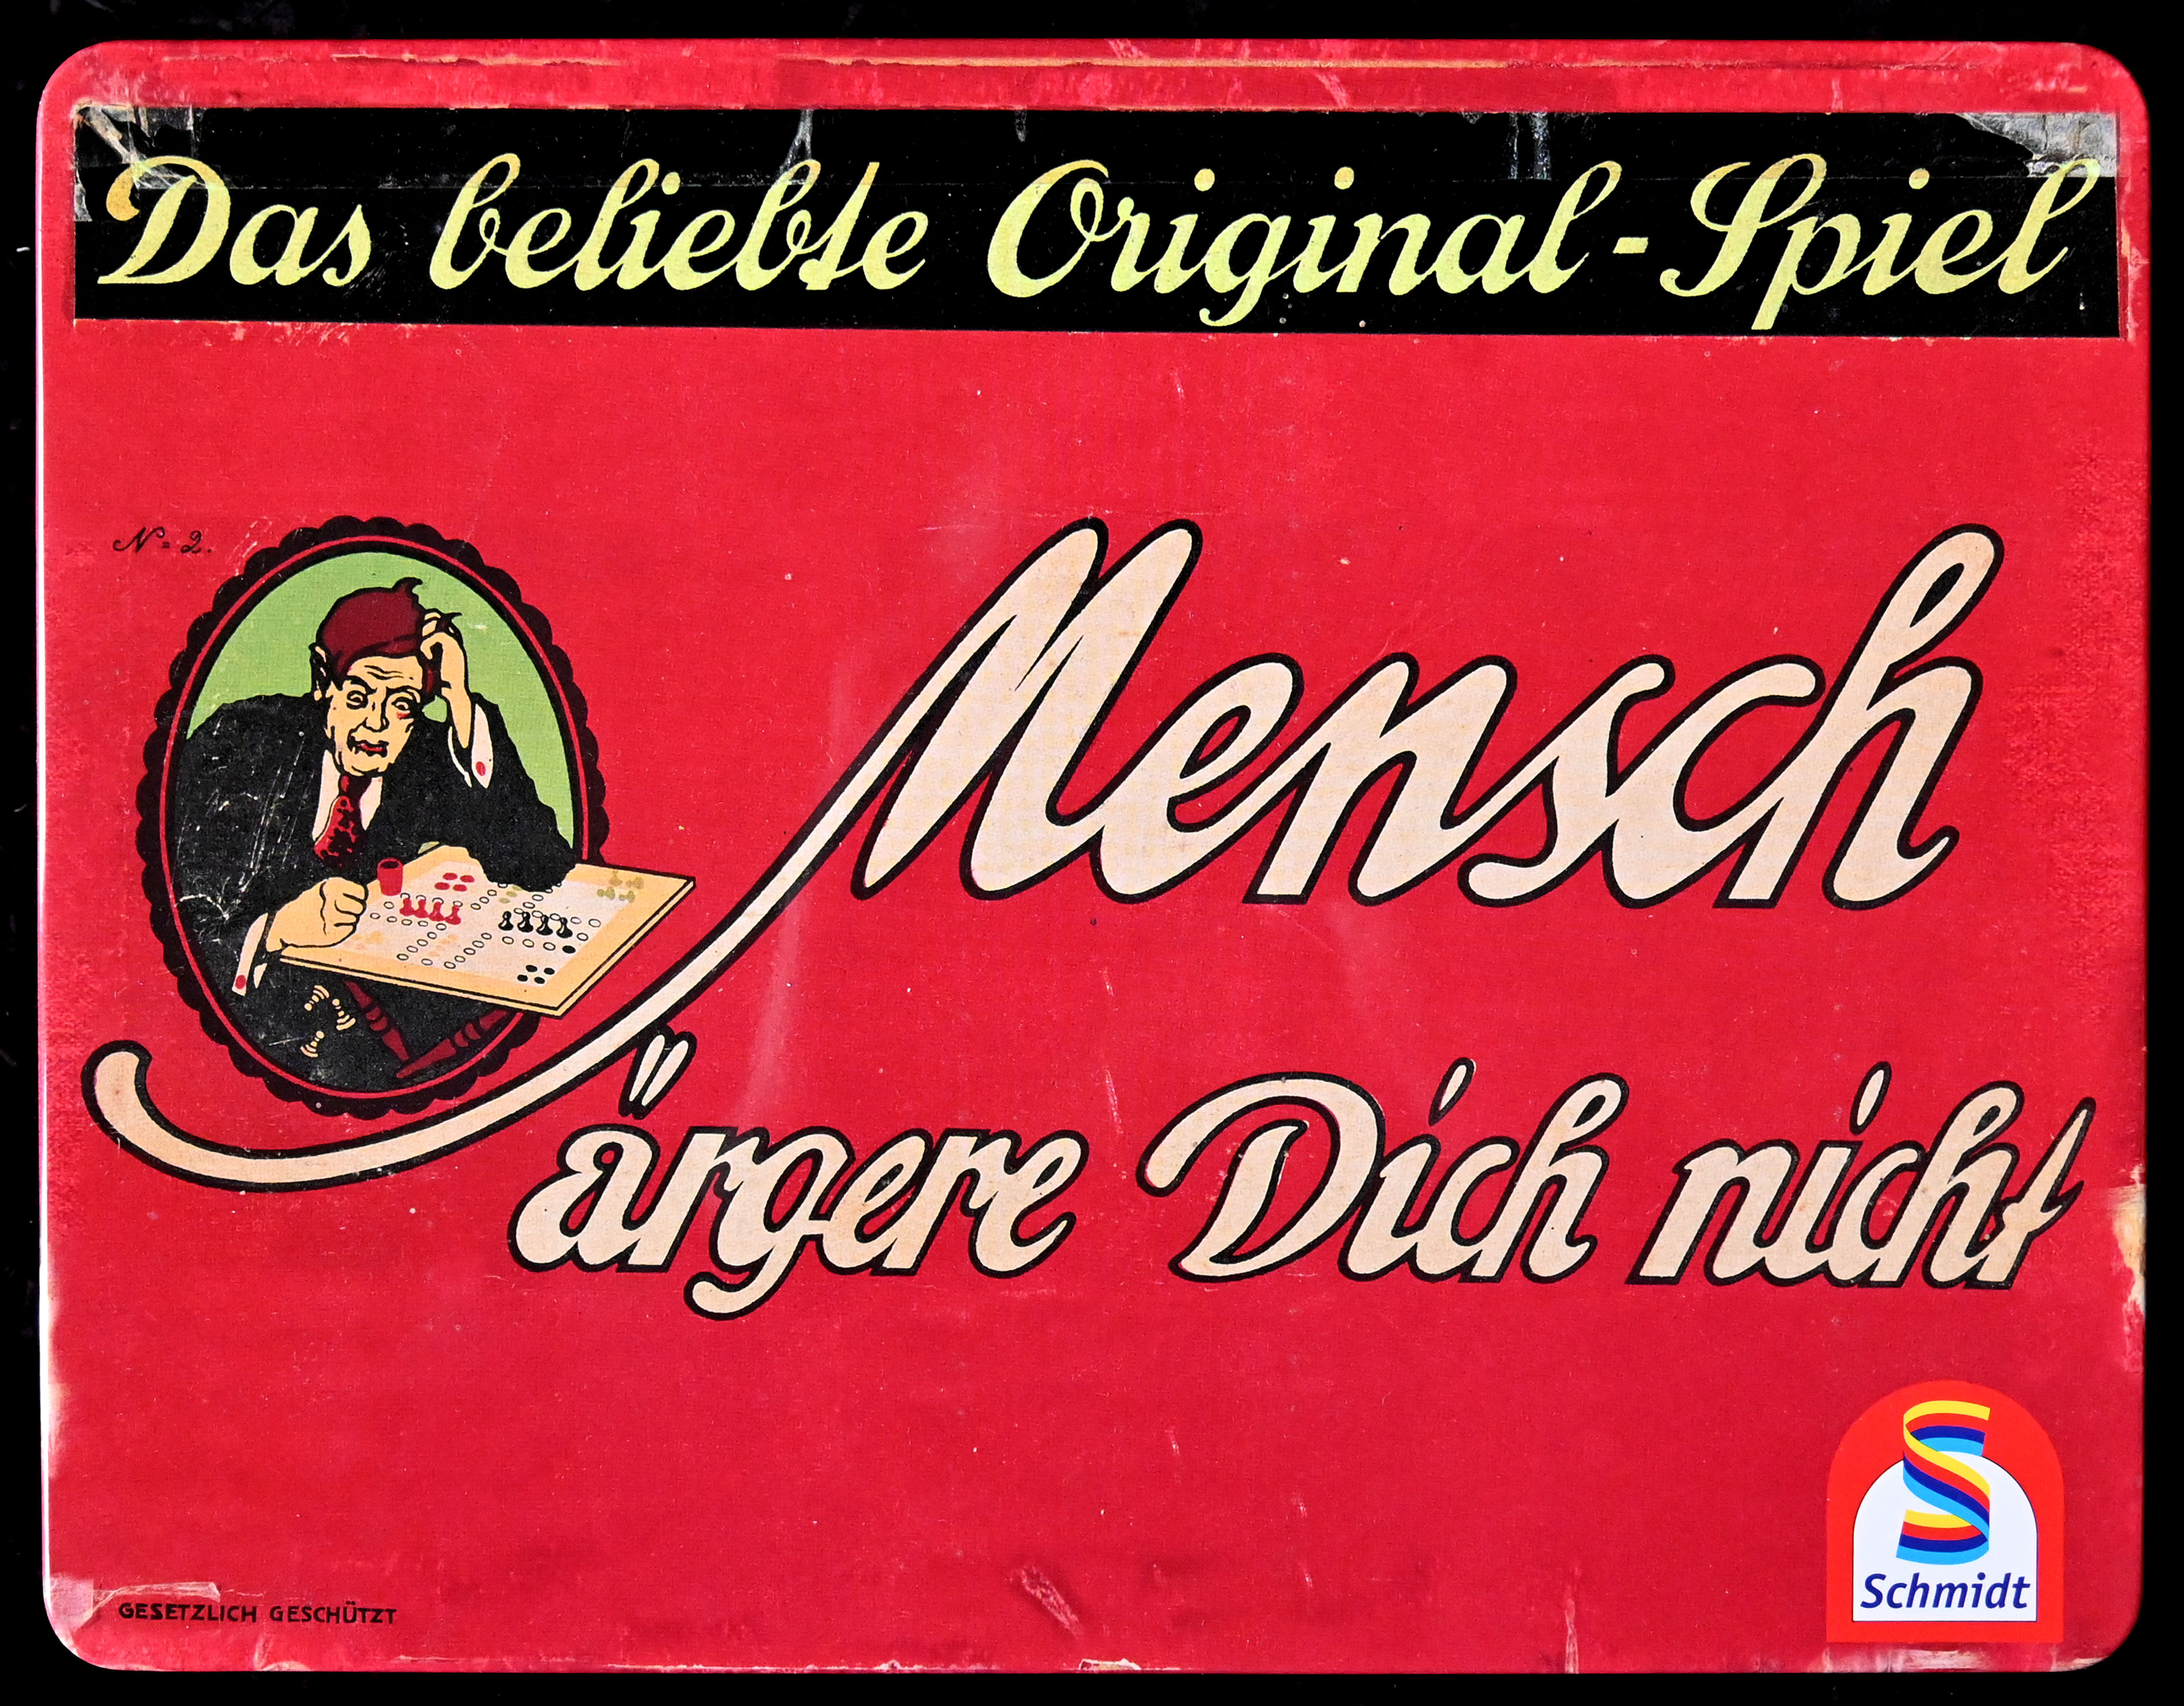 Das beliebte Original-Spiel
N = 2.
Mensch
ärgere Dich nicht
Schmidt
GESETZLICH GESCHÜTZT